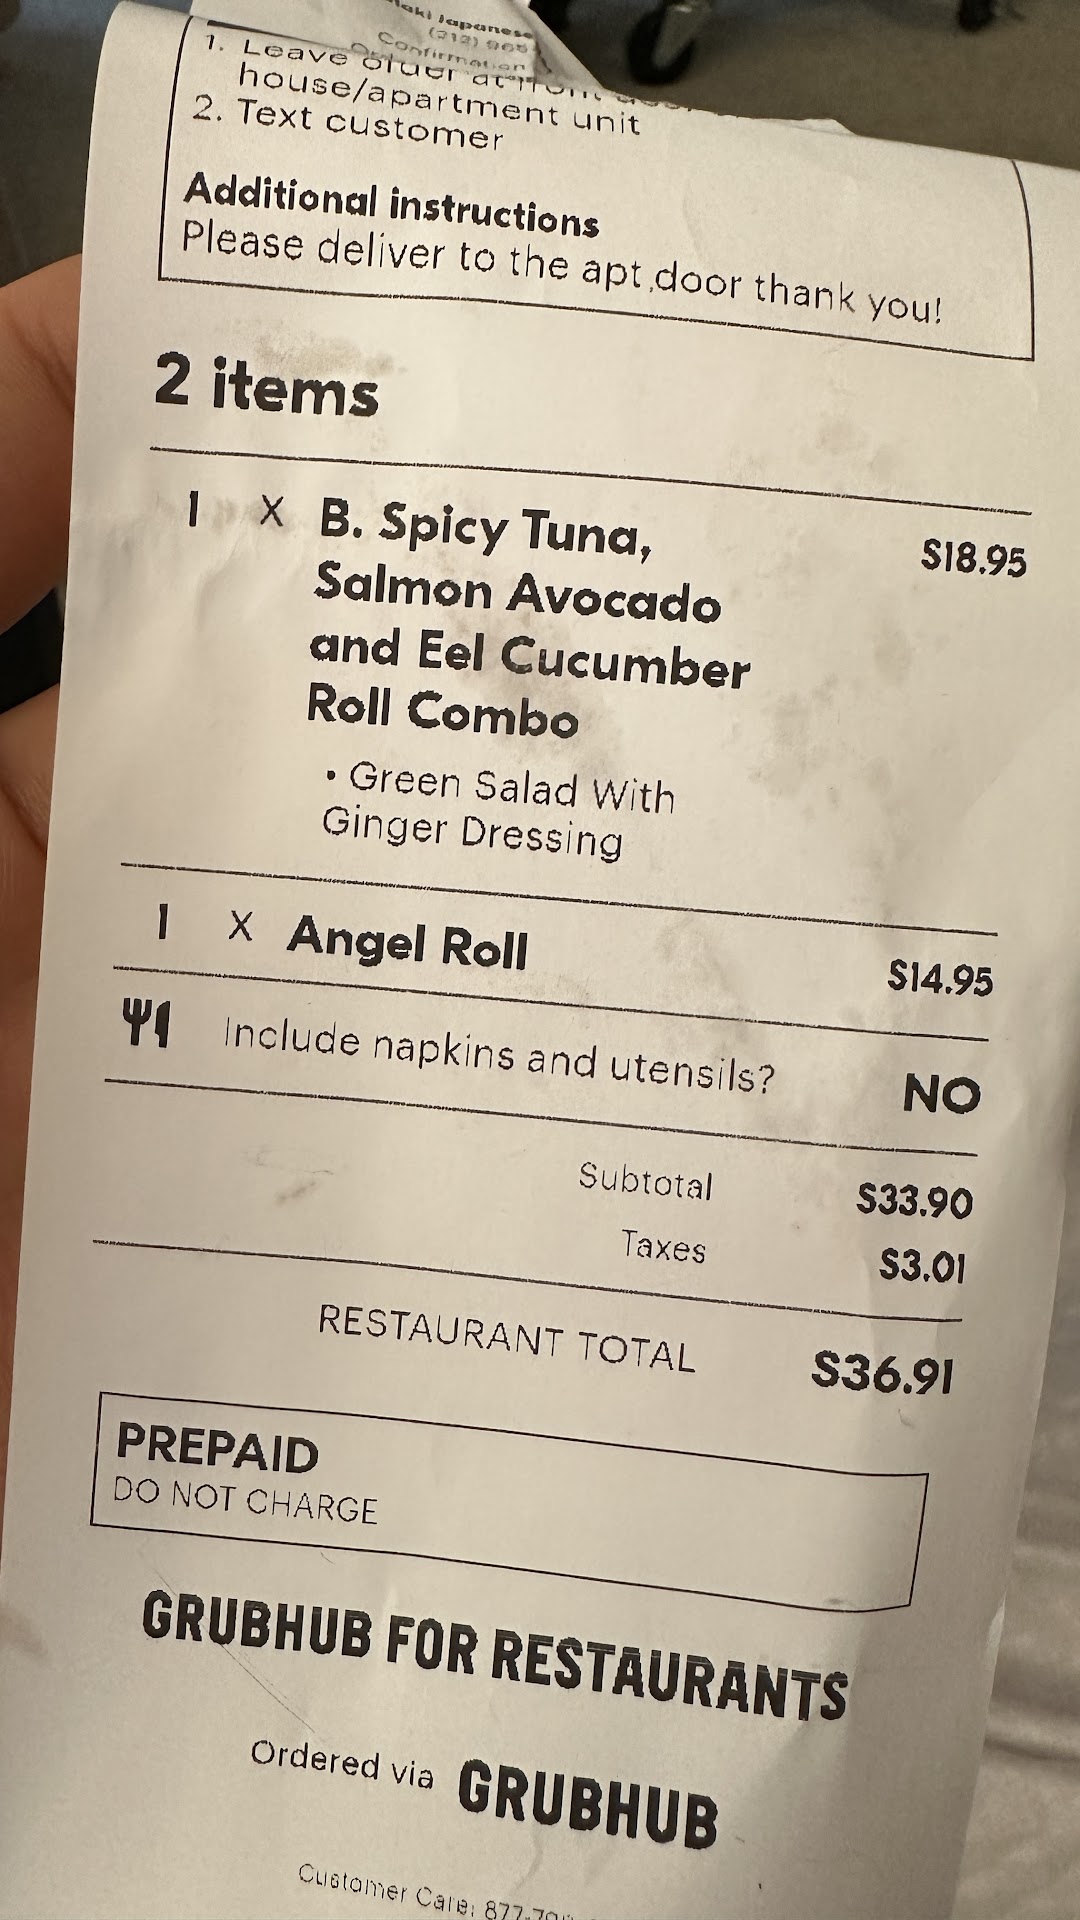 Japanese
Confirmation
1. Leave order at front
house/apartment unit
2. Text customer
Additional instructions
Please deliver to the apt,door thank you!
2 items
1 X B. Spicy Tuna, $18.95
Salmon Avocado
and Eel Cucumber
Roll Combo
• Green Salad With
Ginger Dressing
1 X Angel Roll $14.95
Include napkins and utensils? NO
Subtotal $33.90
Taxes $3.01
RESTAURANT TOTAL $36.91
PREPAID
DO NOT CHARGE
GRUBHUB FOR RESTAURANTS
Ordered via GRUBHUB
Customer Care: 877-